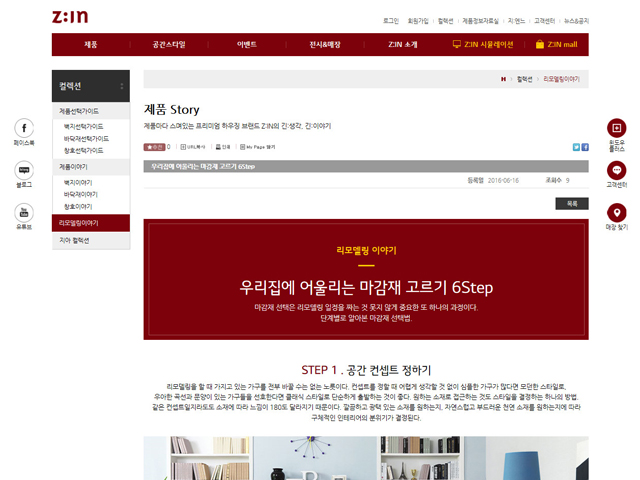 Z:IN
로그인 회원가입 컬렉션 제품정보자료실 지:엔느 고객센터 뉴스&공지
제품 공간스타일 이벤트 전시&매장 Z:IN 소개 Z:IN 시뮬레이션 Z:IN mall
컬렉션
제품선택가이드
벽지선택가이드
바닥재선택가이드
창호선택가이드
제품이야기
벽지이야기
바닥재이야기
창호이야기
리모델링이야기
지아 컬렉션
페이스북
블로그
유튜브
H 컬렉션 리모델링이야기
제품 Story
제품마다 스며있는 프리미엄 하우징 브랜드 Z:IN의 긴:생각, 긴:이야기
추천 0 URL복사 인쇄 My Page 담기
우리집에 어울리는 마감재 고르기 6Step
등록일 2016-06-16 조회수 9
목록
리모델링 이야기
우리집에 어울리는 마감재 고르기 6Step
마감재 선택은 리모델링 일정을 짜는 것 못지 않게 중요한 또 하나의 과정이다.
단계별로 알아본 마감재 선택법.
STEP 1 . 공간 컨셉트 정하기
리모델링을 할 때 가지고 있는 가구를 전부 바꿀 수는 없는 노릇이다. 컨셉트를 정할 때 어렵게 생각할 것 없이 심플한 가구가 많다면 모던한 스타일로,
우아한 곡선과 문양이 있는 가구들을 선호한다면 클래식 스타일로 단순하게 출발하는 것이 좋다. 원하는 소재로 접근하는 것도 스타일을 결정하는 하나의 방법.
같은 컨셉트일지라도도 소재에 따라 느낌이 180도 달라지기 때문이다. 깔끔하고 광택 있는 소재를 원하는지, 자연스럽고 부드러운 천연 소재를 원하는지에 따라
구체적인 인테리어의 분위기가 결정된다.
윈도우
플러스
고객센터
매장 찾기